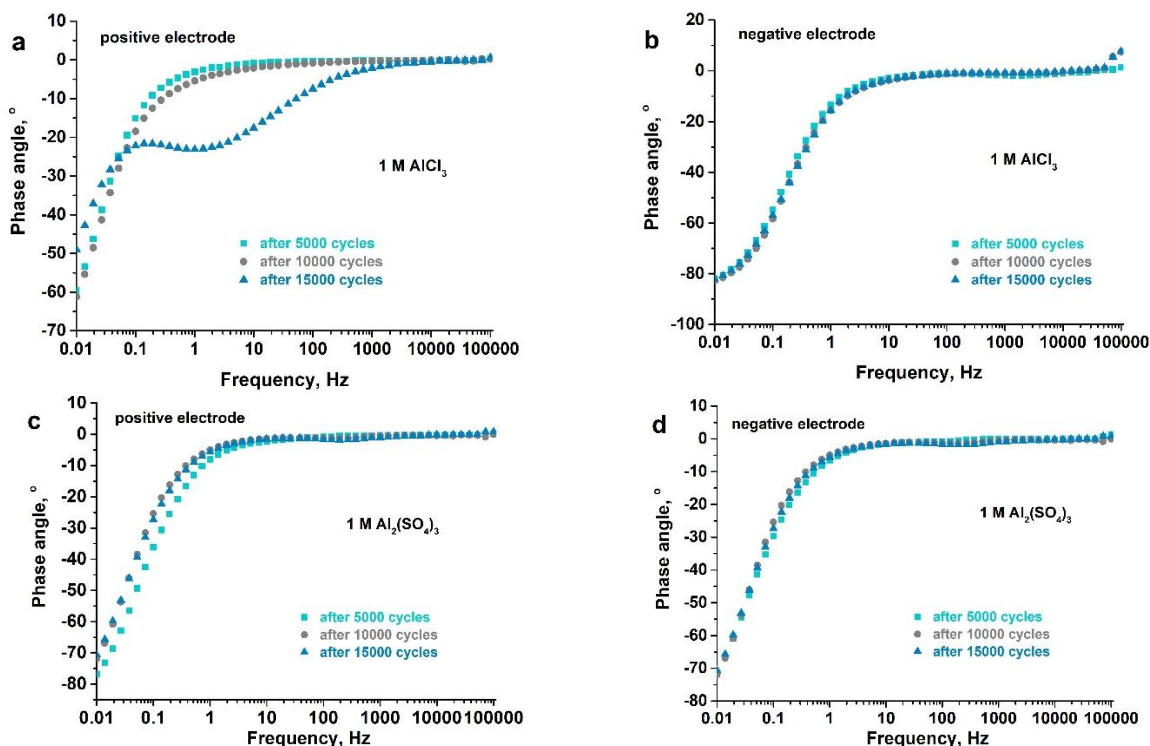 a
positive electrode
1 M AlCl₃
after 5000 cycles
after 10000 cycles
after 15000 cycles
Phase angle, °
10
0
-10
-20
-30
-40
-50
-60
-70
0.01 0.1 1 10 100 1000 10000 100000
Frequency, Hz
b
negative electrode
1 M AlCl₃
after 5000 cycles
after 10000 cycles
after 15000 cycles
Phase angle, °
20
0
-20
-40
-60
-80
-100
0.01 0.1 1 10 100 1000 10000 100000
Frequency, Hz
c
positive electrode
1 M Al₂(SO₄)₃
after 5000 cycles
after 10000 cycles
after 15000 cycles
Phase angle, °
10
0
-10
-20
-30
-40
-50
-60
-70
-80
0.01 0.1 1 10 100 1000 10000 100000
Frequency, Hz
d
negative electrode
1 M Al₂(SO₄)₃
after 5000 cycles
after 10000 cycles
after 15000 cycles
Phase angle, °
10
0
-10
-20
-30
-40
-50
-60
-70
-80
0.01 0.1 1 10 100 1000 10000 100000
Frequency, Hz